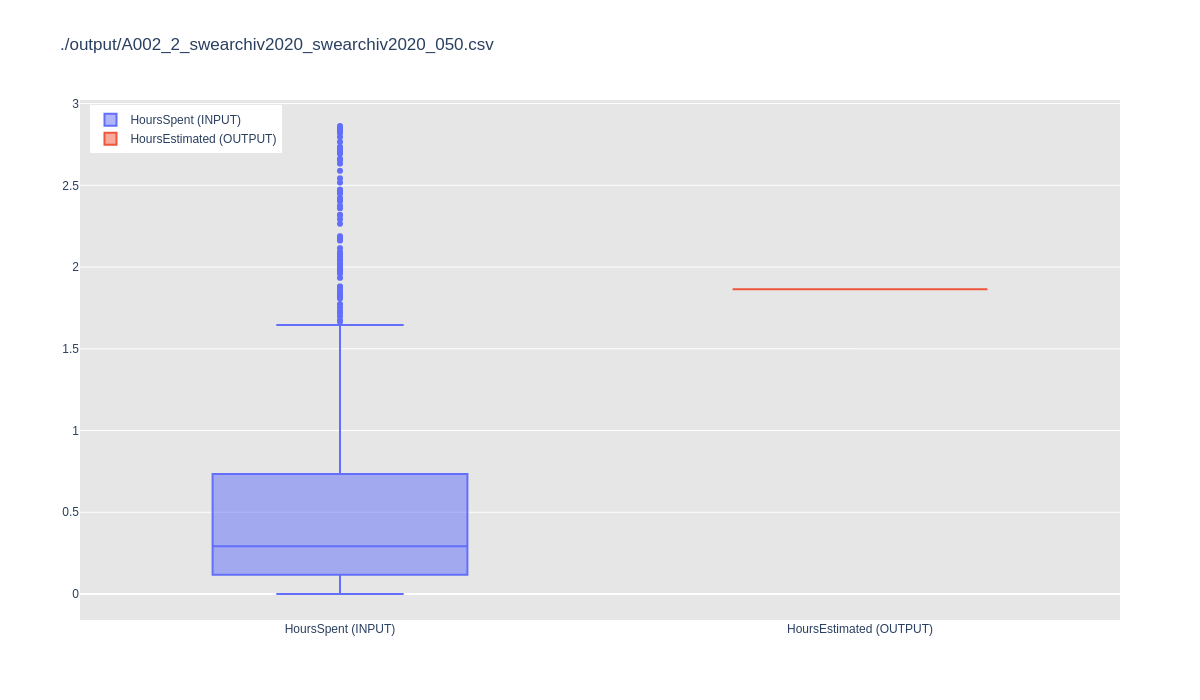 ./output/A002_2_swearchiv2020_swearchiv2020_050.csv
HoursSpent (INPUT)
HoursEstimated (OUTPUT)
3
2.5
2
1.5
1
0.5
0
HoursSpent (INPUT)
HoursEstimated (OUTPUT)